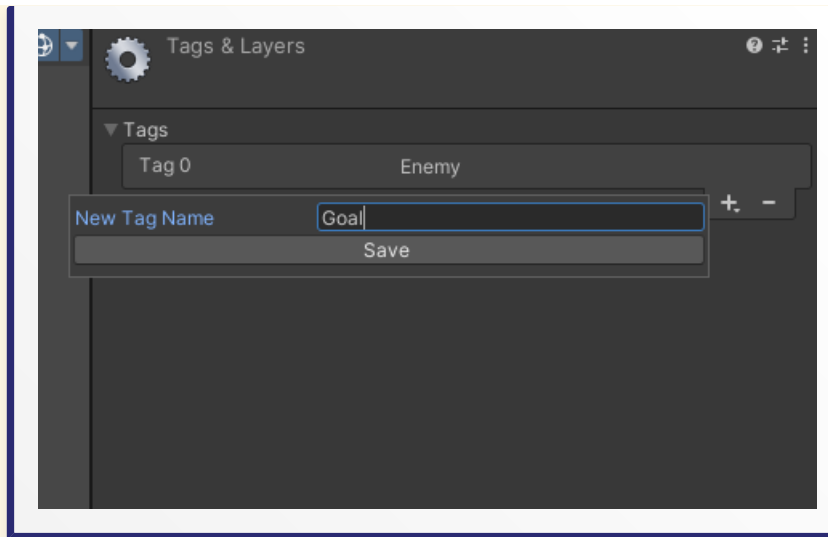 Tags & Layers
Tags
Tag 0 Enemy
New Tag Name Goal
Save